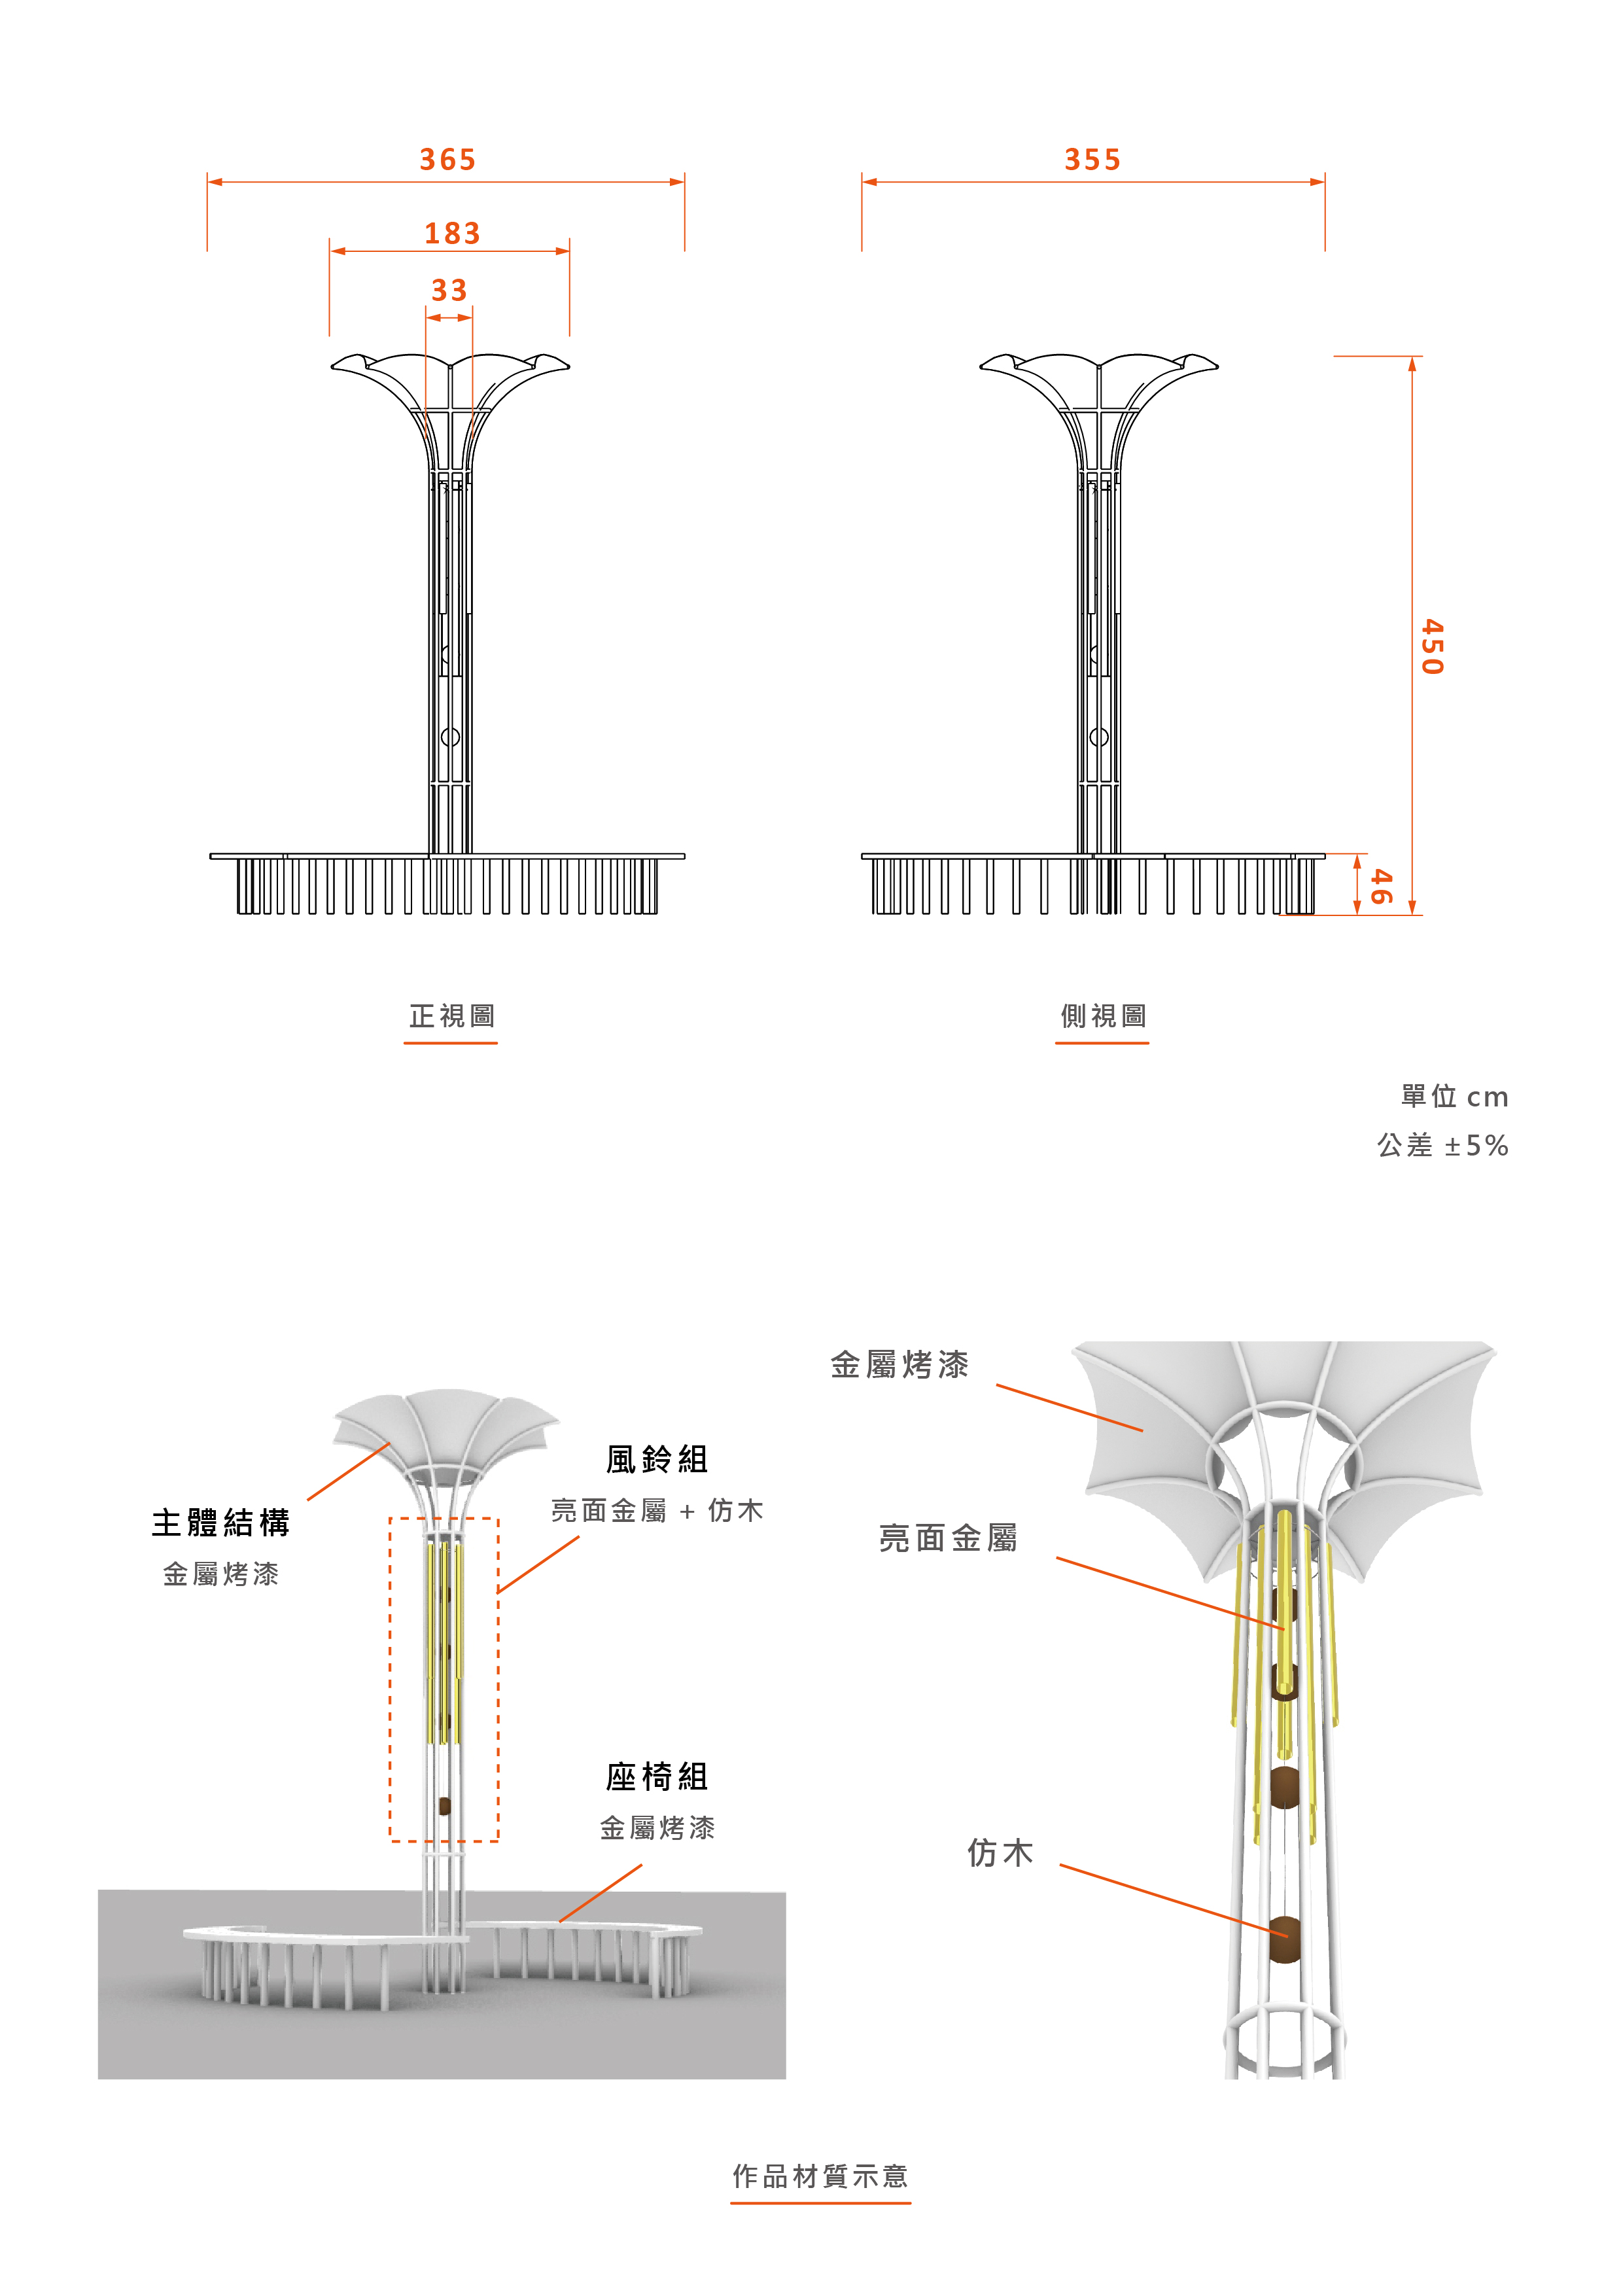 365
355
183
33
450
46
正視圖
側視圖
單位 cm
公差 ±5%
金屬烤漆
風鈴組
亮面金屬 + 仿木
主體結構
金屬烤漆
亮面金屬
座椅組
金屬烤漆
仿木
作品材質示意